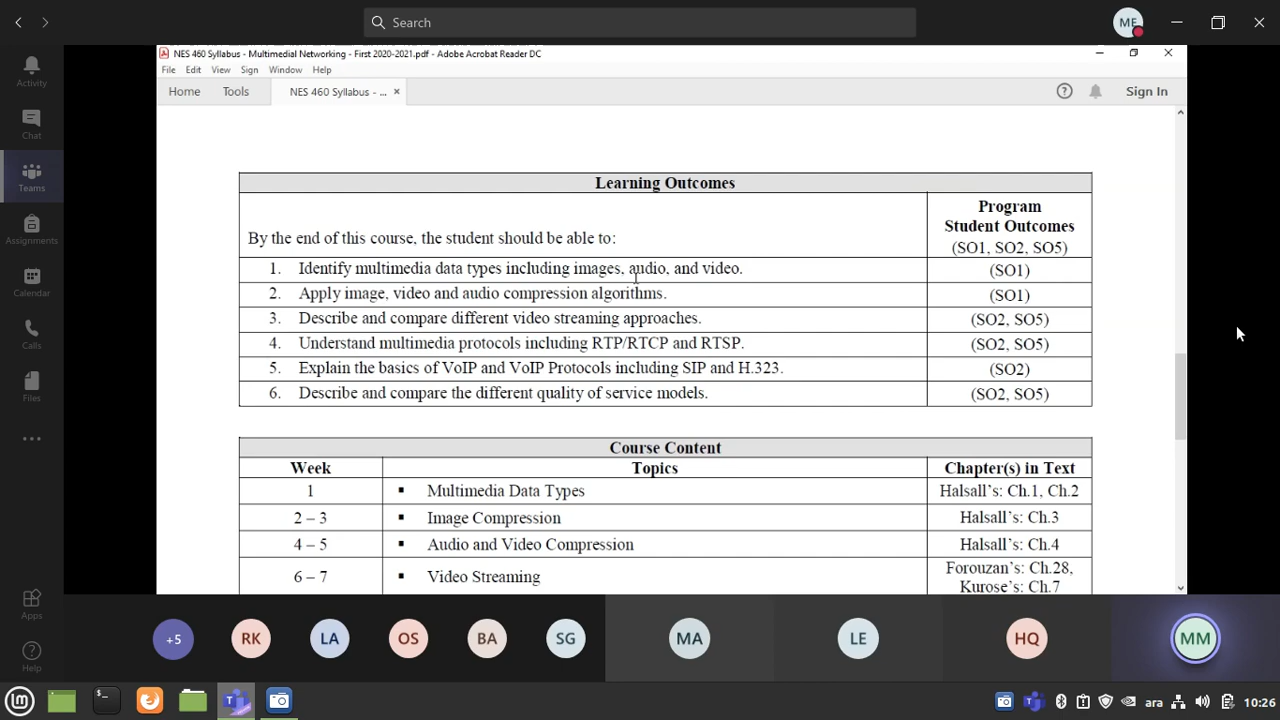 Search
ME
NES 460 Syllabus - Multimedial Networking - First 2020-2021.pdf - Adobe Acrobat Reader DC
File Edit View Sign Window Help
Home Tools NES 460 Syllabus - ... × Sign In
Activity
Chat
Teams
Assignments
Calendar
Calls
Files
Apps
Help
Learning Outcomes
By the end of this course, the student should be able to:
Program
Student Outcomes
(SO1, SO2, SO5)
1. Identify multimedia data types including images, audio, and video. (SO1)
2. Apply image, video and audio compression algorithms. (SO1)
3. Describe and compare different video streaming approaches. (SO2, SO5)
4. Understand multimedia protocols including RTP/RTCP and RTSP. (SO2, SO5)
5. Explain the basics of VoIP and VoIP Protocols including SIP and H.323. (SO2)
6. Describe and compare the different quality of service models. (SO2, SO5)
Course Content
Week Topics Chapter(s) in Text
1 ▪ Multimedia Data Types Halsall's: Ch.1, Ch.2
2 – 3 ▪ Image Compression Halsall's: Ch.3
4 – 5 ▪ Audio and Video Compression Halsall's: Ch.4
6 – 7 ▪ Video Streaming Forouzan's: Ch.28,
Kurose's: Ch.7
+5 RK LA OS BA SG MA LE HQ MM
ara 10:26